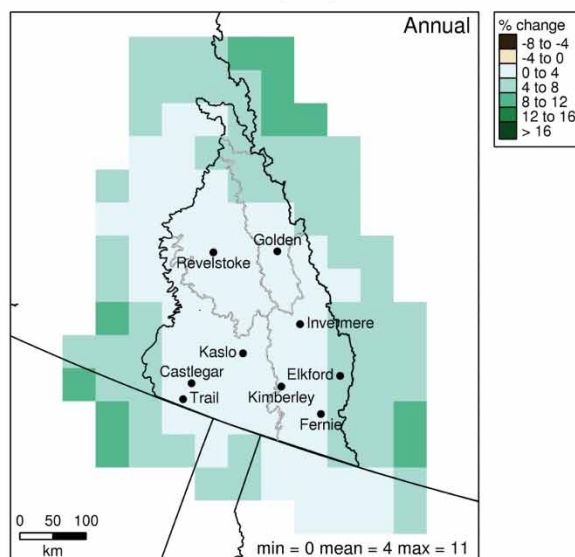 Annual
% change
-8 to -4
-4 to 0
0 to 4
4 to 8
8 to 12
12 to 16
> 16
Golden
Revelstoke
Invermere
Kaslo
Castlegar
Elkford
Trail
Kimberley
Fernie
0 50 100
km
min = 0 mean = 4 max = 11